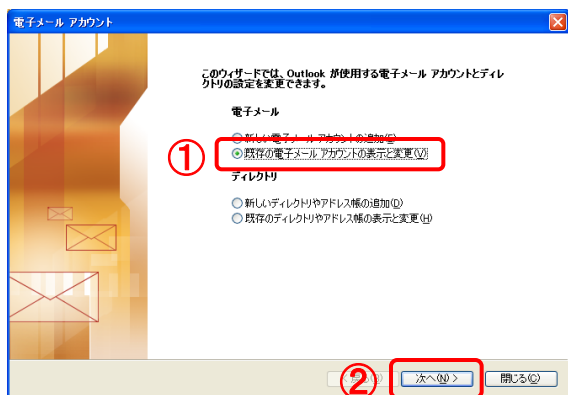 電子メール アカウント
このウィザードでは、Outlook が使用する電子メール アカウントとディレ
クトリの設定を変更できます。
電子メール
新しい電子メール アカウントの追加(E)
①
既存の電子メール アカウントの表示と変更(V)
ディレクトリ
新しいディレクトリやアドレス帳の追加(D)
既存のディレクトリやアドレス帳の表示と変更(H)
② 次へ(N) > 閉じる(C)